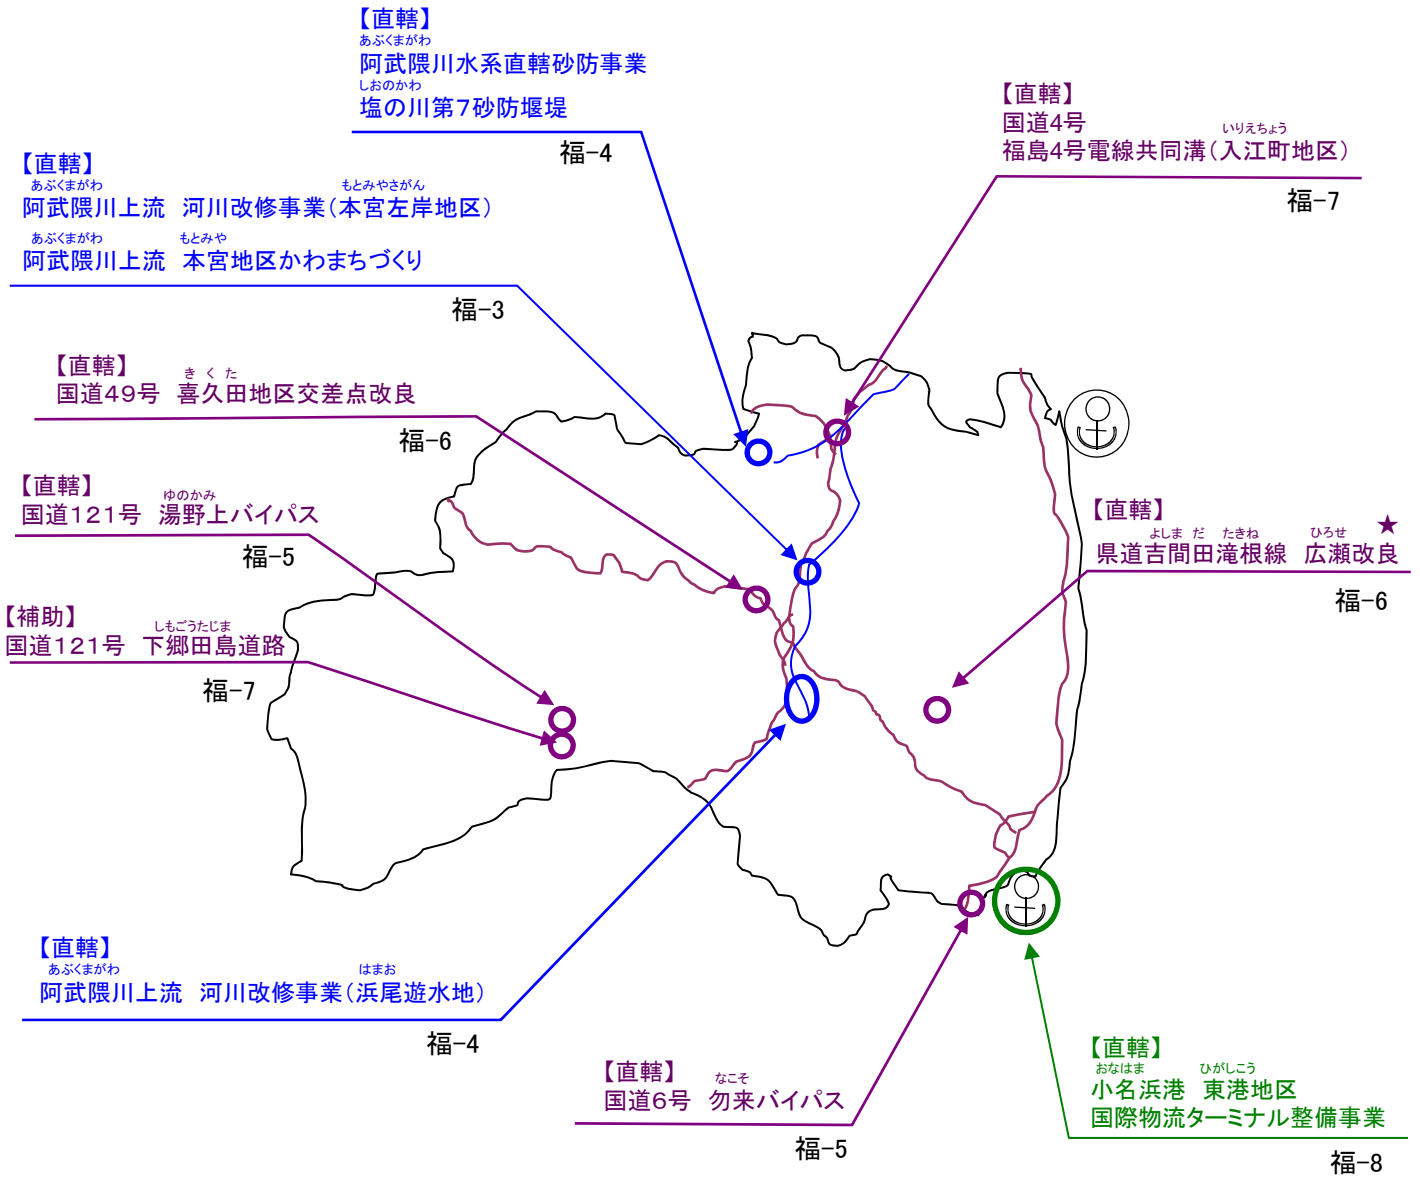 【直轄】
あぶくまがわ
阿武隈川水系直轄砂防事業
しおのかわ
塩の川第7砂防堰堤
福-4
【直轄】
国道4号
いりえちょう
福島4号電線共同溝(入江町地区)
福-7
【直轄】
あぶくまがわ もとみやさがん
阿武隈川上流 河川改修事業(本宮左岸地区)
あぶくまがわ もとみや
阿武隈川上流 本宮地区かわまちづくり
福-3
【直轄】
きくた
国道49号 喜久田地区交差点改良
福-6
【直轄】
ゆのかみ
国道121号 湯野上バイパス
福-5
【直轄】
よしまだ たきね ひろせ ★
県道吉間田滝根線 広瀬改良
福-6
【補助】
しもごうたじま
国道121号 下郷田島道路
福-7
【直轄】
あぶくまがわ はまお
阿武隈川上流 河川改修事業(浜尾遊水地)
福-4
【直轄】
なこそ
国道6号 勿来バイパス
福-5
【直轄】
おなはま ひがしこう
小名浜港 東港地区
国際物流ターミナル整備事業
福-8